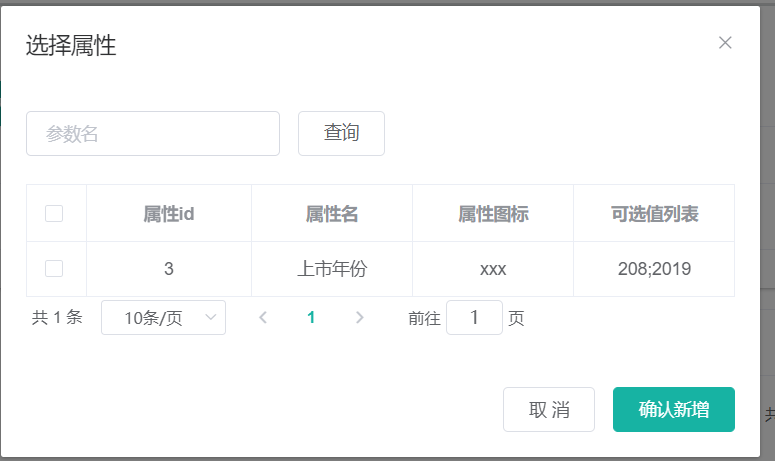 选择属性
参数名 查询
属性id 属性名 属性图标 可选值列表
3 上市年份 xxx 208;2019
共 1 条 10条/页 1 前往 1 页
取 消 确认新增
共